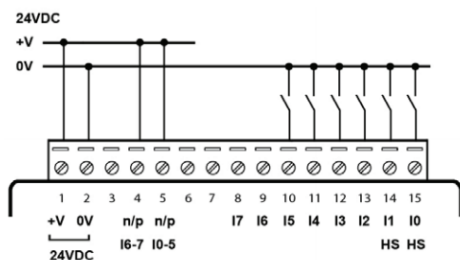 24VDC
+V
0V
1 2 3 4 5 6 7 8 9 10 11 12 13 14 15
+V 0V n/p n/p I7 I6 I5 I4 I3 I2 I1 I0
I6-7 I0-5 HS HS
24VDC